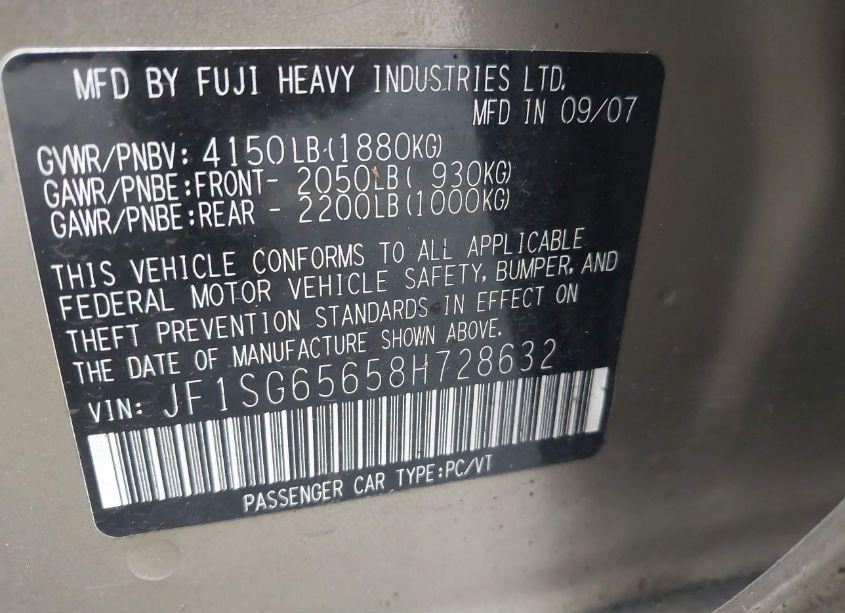 MFD BY FUJI HEAVY INDUSTRIES LTD.
MFD IN 09/07
GVWR/PNBV: 4150LB(1880KG)
GAWR/PNBE:FRONT- 2050LB( 930KG)
GAWR/PNBE:REAR - 2200LB(1000KG)
THIS VEHICLE CONFORMS TO ALL APPLICABLE
FEDERAL MOTOR VEHICLE SAFETY, BUMPER, AND
THEFT PREVENTION STANDARDS IN EFFECT ON
THE DATE OF MANUFACTURE SHOWN ABOVE.
VIN: JF1SG65658H728632
PASSENGER CAR TYPE:PC/VT